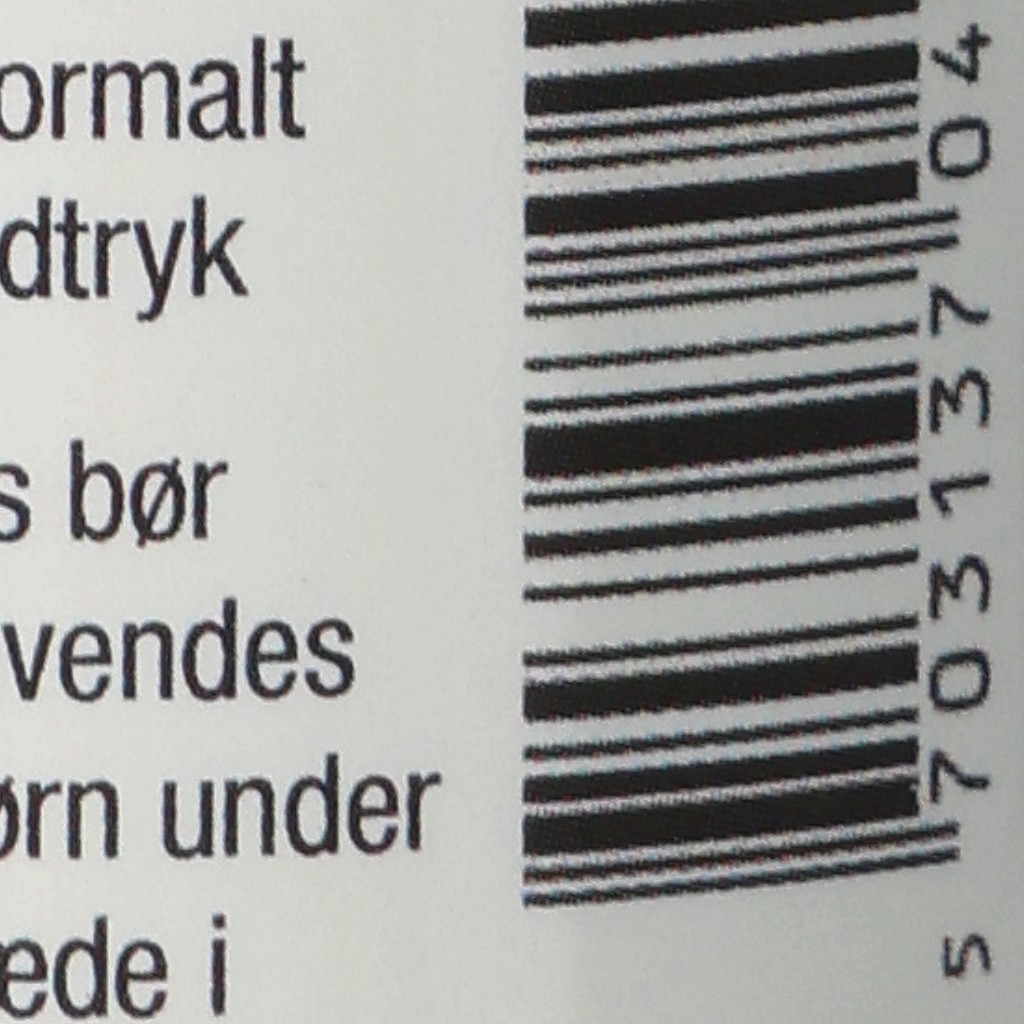 ormalt
dtryk
s bør
vendes
ørn under
ede i
5 703137 04